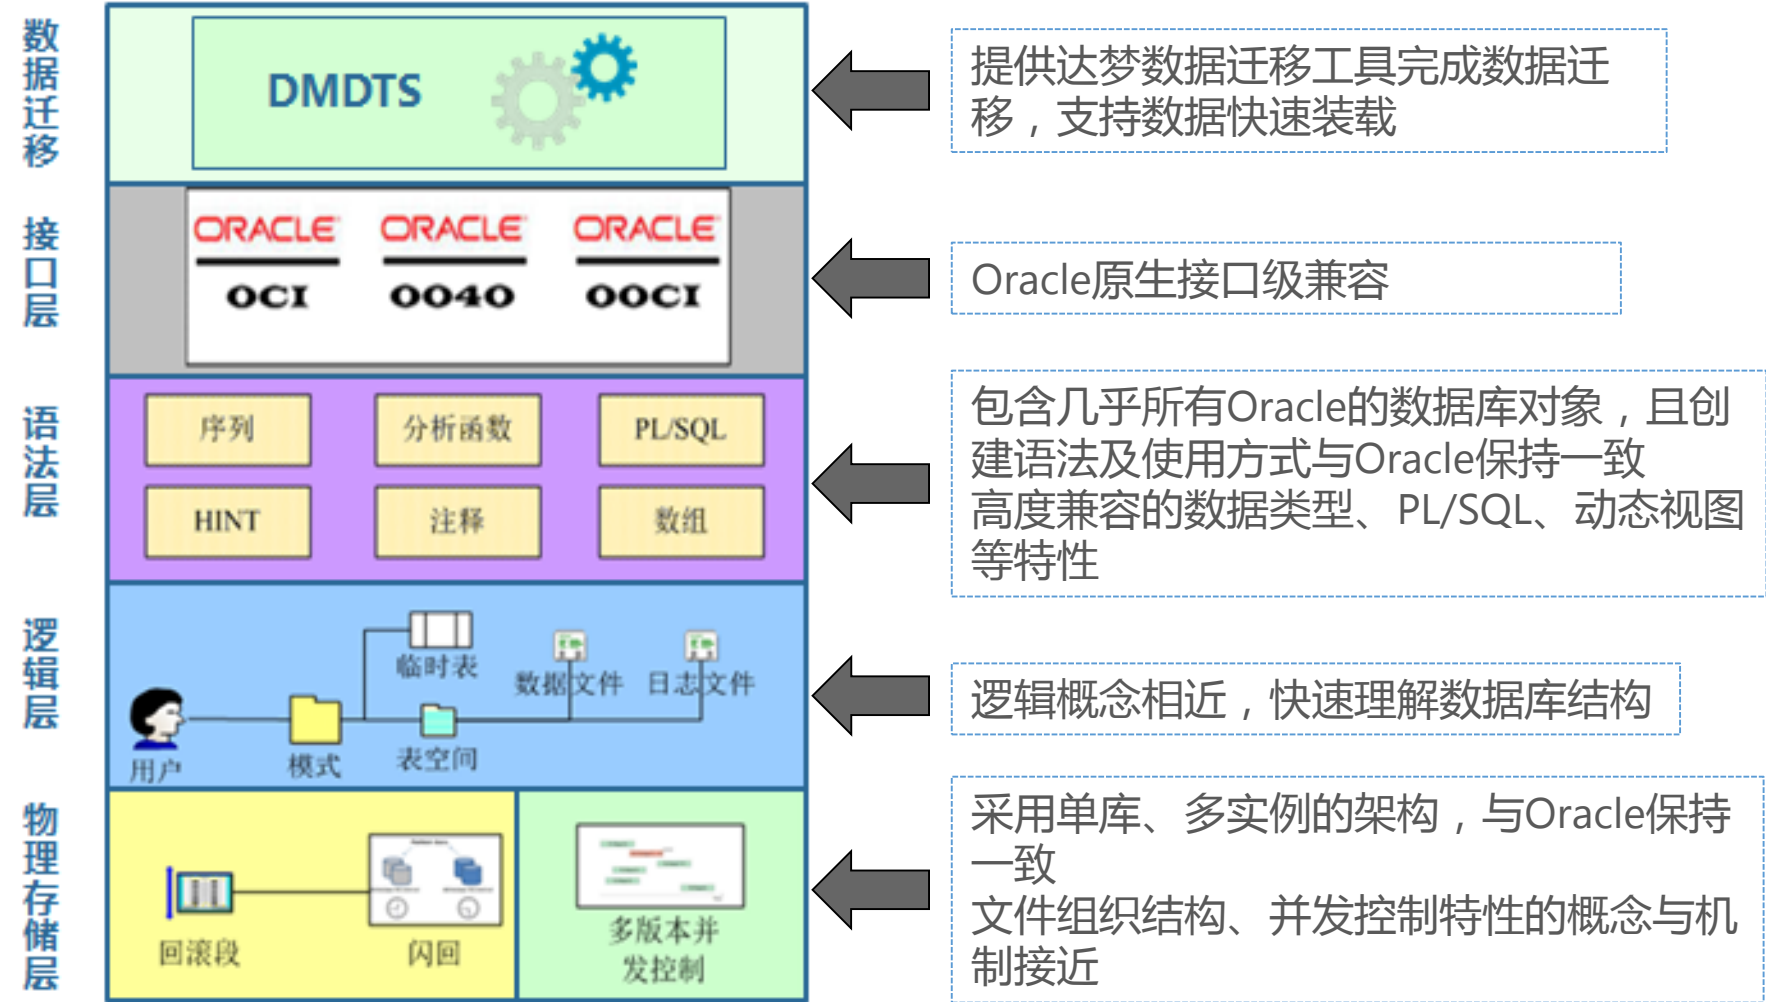 数据迁移
DMDTS
提供达梦数据迁移工具完成数据迁
移，支持数据快速装载
接口层
ORACLE ORACLE ORACLE
OCI OO4O OOCI
Oracle原生接口级兼容
语法层
序列 分析函数 PL/SQL
HINT 注释 数组
包含几乎所有Oracle的数据库对象，且创
建语法及使用方式与Oracle保持一致
高度兼容的数据类型、PL/SQL、动态视图
等特性
逻辑层
临时表
数据文件 日志文件
用户 模式 表空间
逻辑概念相近，快速理解数据库结构
物理存储层
回滚段 闪回
多版本并
发控制
采用单库、多实例的架构，与Oracle保持
一致
文件组织结构、并发控制特性的概念与机
制接近